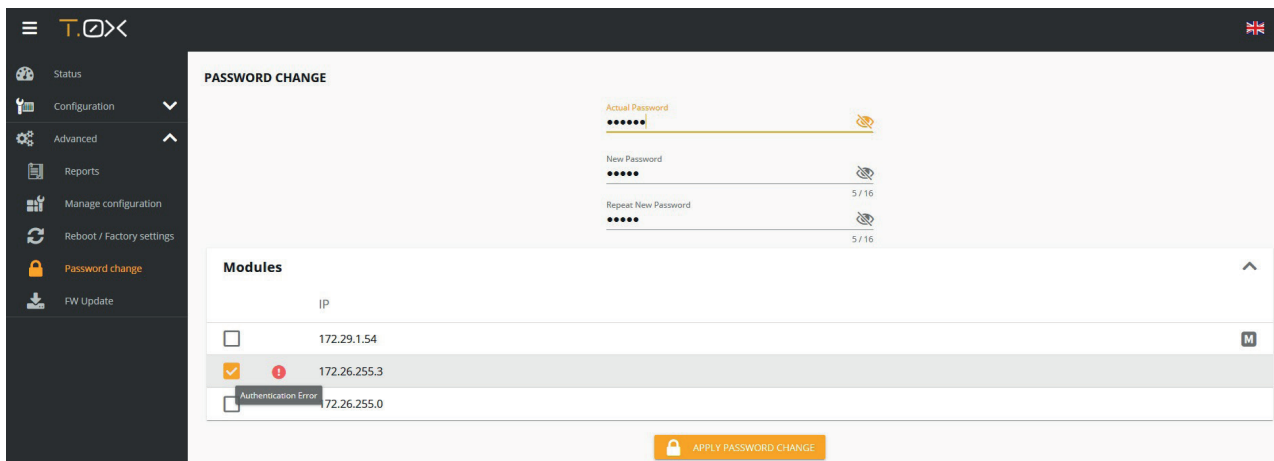 T.0X
Status
PASSWORD CHANGE
Configuration
Actual Password
••••••
Advanced
New Password
•••••
Reports
5 / 16
Manage configuration
Repeat New Password
•••••
Reboot / Factory settings
5 / 16
Password change
Modules
FW Update
IP
172.29.1.54
M
172.26.255.3
Authentication Error
172.26.255.0
APPLY PASSWORD CHANGE